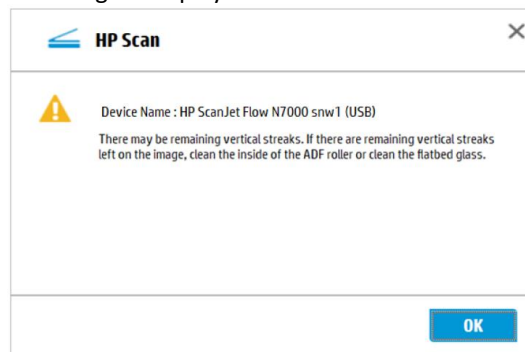 HP Scan
Device Name : HP ScanJet Flow N7000 snw1 (USB)
There may be remaining vertical streaks. If there are remaining vertical streaks
left on the image, clean the inside of the ADF roller or clean the flatbed glass.
OK